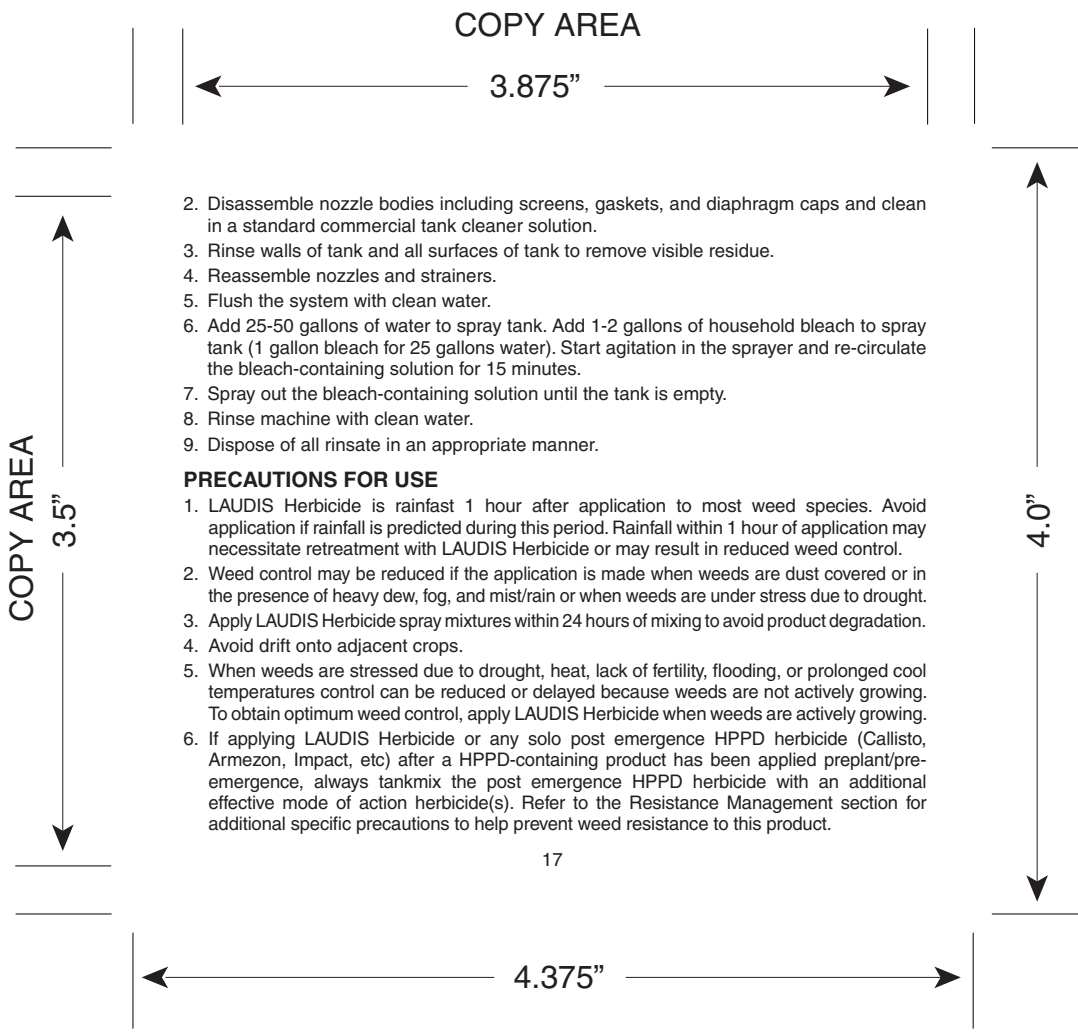 COPY AREA
3.875”
2. Disassemble nozzle bodies including screens, gaskets, and diaphragm caps and clean
in a standard commercial tank cleaner solution.
3. Rinse walls of tank and all surfaces of tank to remove visible residue.
4. Reassemble nozzles and strainers.
5. Flush the system with clean water.
6. Add 25-50 gallons of water to spray tank. Add 1-2 gallons of household bleach to spray
tank (1 gallon bleach for 25 gallons water). Start agitation in the sprayer and re-circulate
the bleach-containing solution for 15 minutes.
7. Spray out the bleach-containing solution until the tank is empty.
8. Rinse machine with clean water.
9. Dispose of all rinsate in an appropriate manner.
PRECAUTIONS FOR USE
1. LAUDIS Herbicide is rainfast 1 hour after application to most weed species. Avoid
application if rainfall is predicted during this period. Rainfall within 1 hour of application may
necessitate retreatment with LAUDIS Herbicide or may result in reduced weed control.
2. Weed control may be reduced if the application is made when weeds are dust covered or in
the presence of heavy dew, fog, and mist/rain or when weeds are under stress due to drought.
3. Apply LAUDIS Herbicide spray mixtures within 24 hours of mixing to avoid product degradation.
4. Avoid drift onto adjacent crops.
5. When weeds are stressed due to drought, heat, lack of fertility, flooding, or prolonged cool
temperatures control can be reduced or delayed because weeds are not actively growing.
To obtain optimum weed control, apply LAUDIS Herbicide when weeds are actively growing.
6. If applying LAUDIS Herbicide or any solo post emergence HPPD herbicide (Callisto,
Armezon, Impact, etc) after a HPPD-containing product has been applied preplant/pre-
emergence, always tankmix the post emergence HPPD herbicide with an additional
effective mode of action herbicide(s). Refer to the Resistance Management section for
additional specific precautions to help prevent weed resistance to this product.
17
COPY AREA
3.5”
4.0”
4.375”